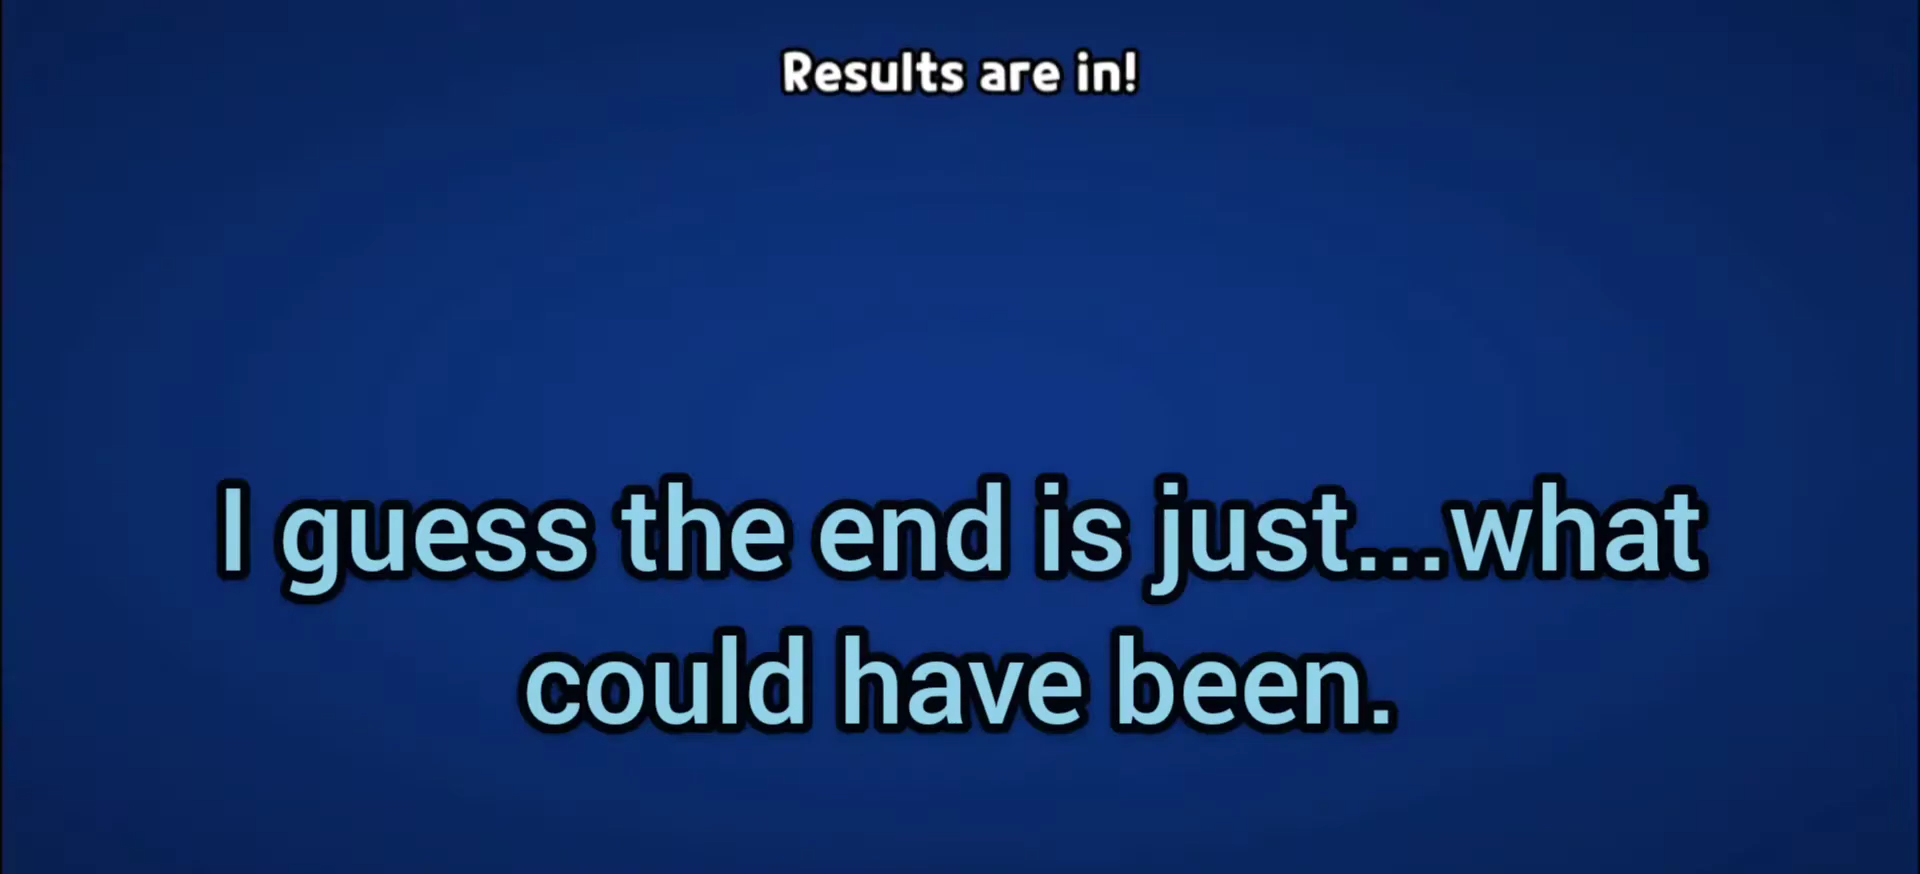 Results are in!
I guess the end is just...what
could have been.